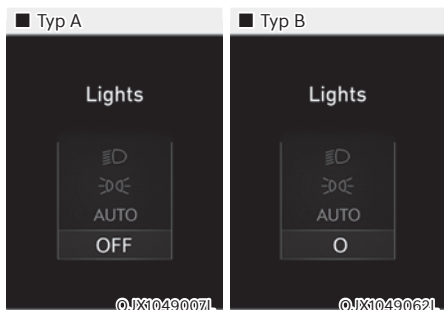 ■ Typ A
Lights
AUTO
OFF
OJX1049007L
■ Typ B
Lights
AUTO
O
OJX1049062L